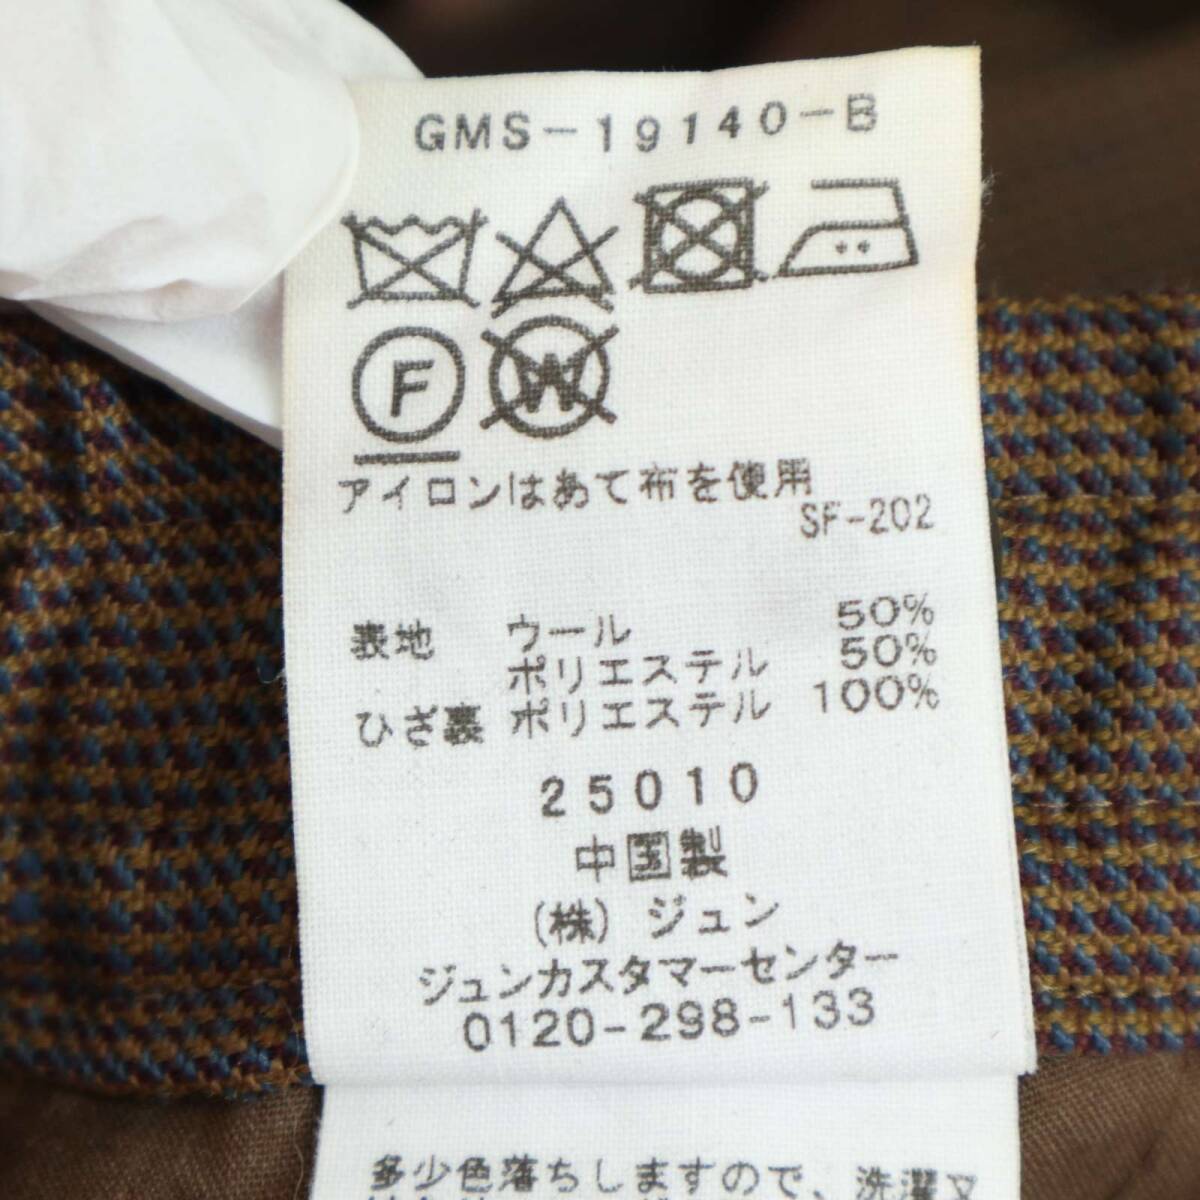 GMS-19140-B
F W
アイロンはあて布を使用
SF-202
表地 ウール 50%
ポリエステル 50%
ひざ裏 ポリエステル 100%
25010
中国製
(株) ジュン
ジュンカスタマーセンター
0120-298-133
多少色落ちしますので、洗濯又